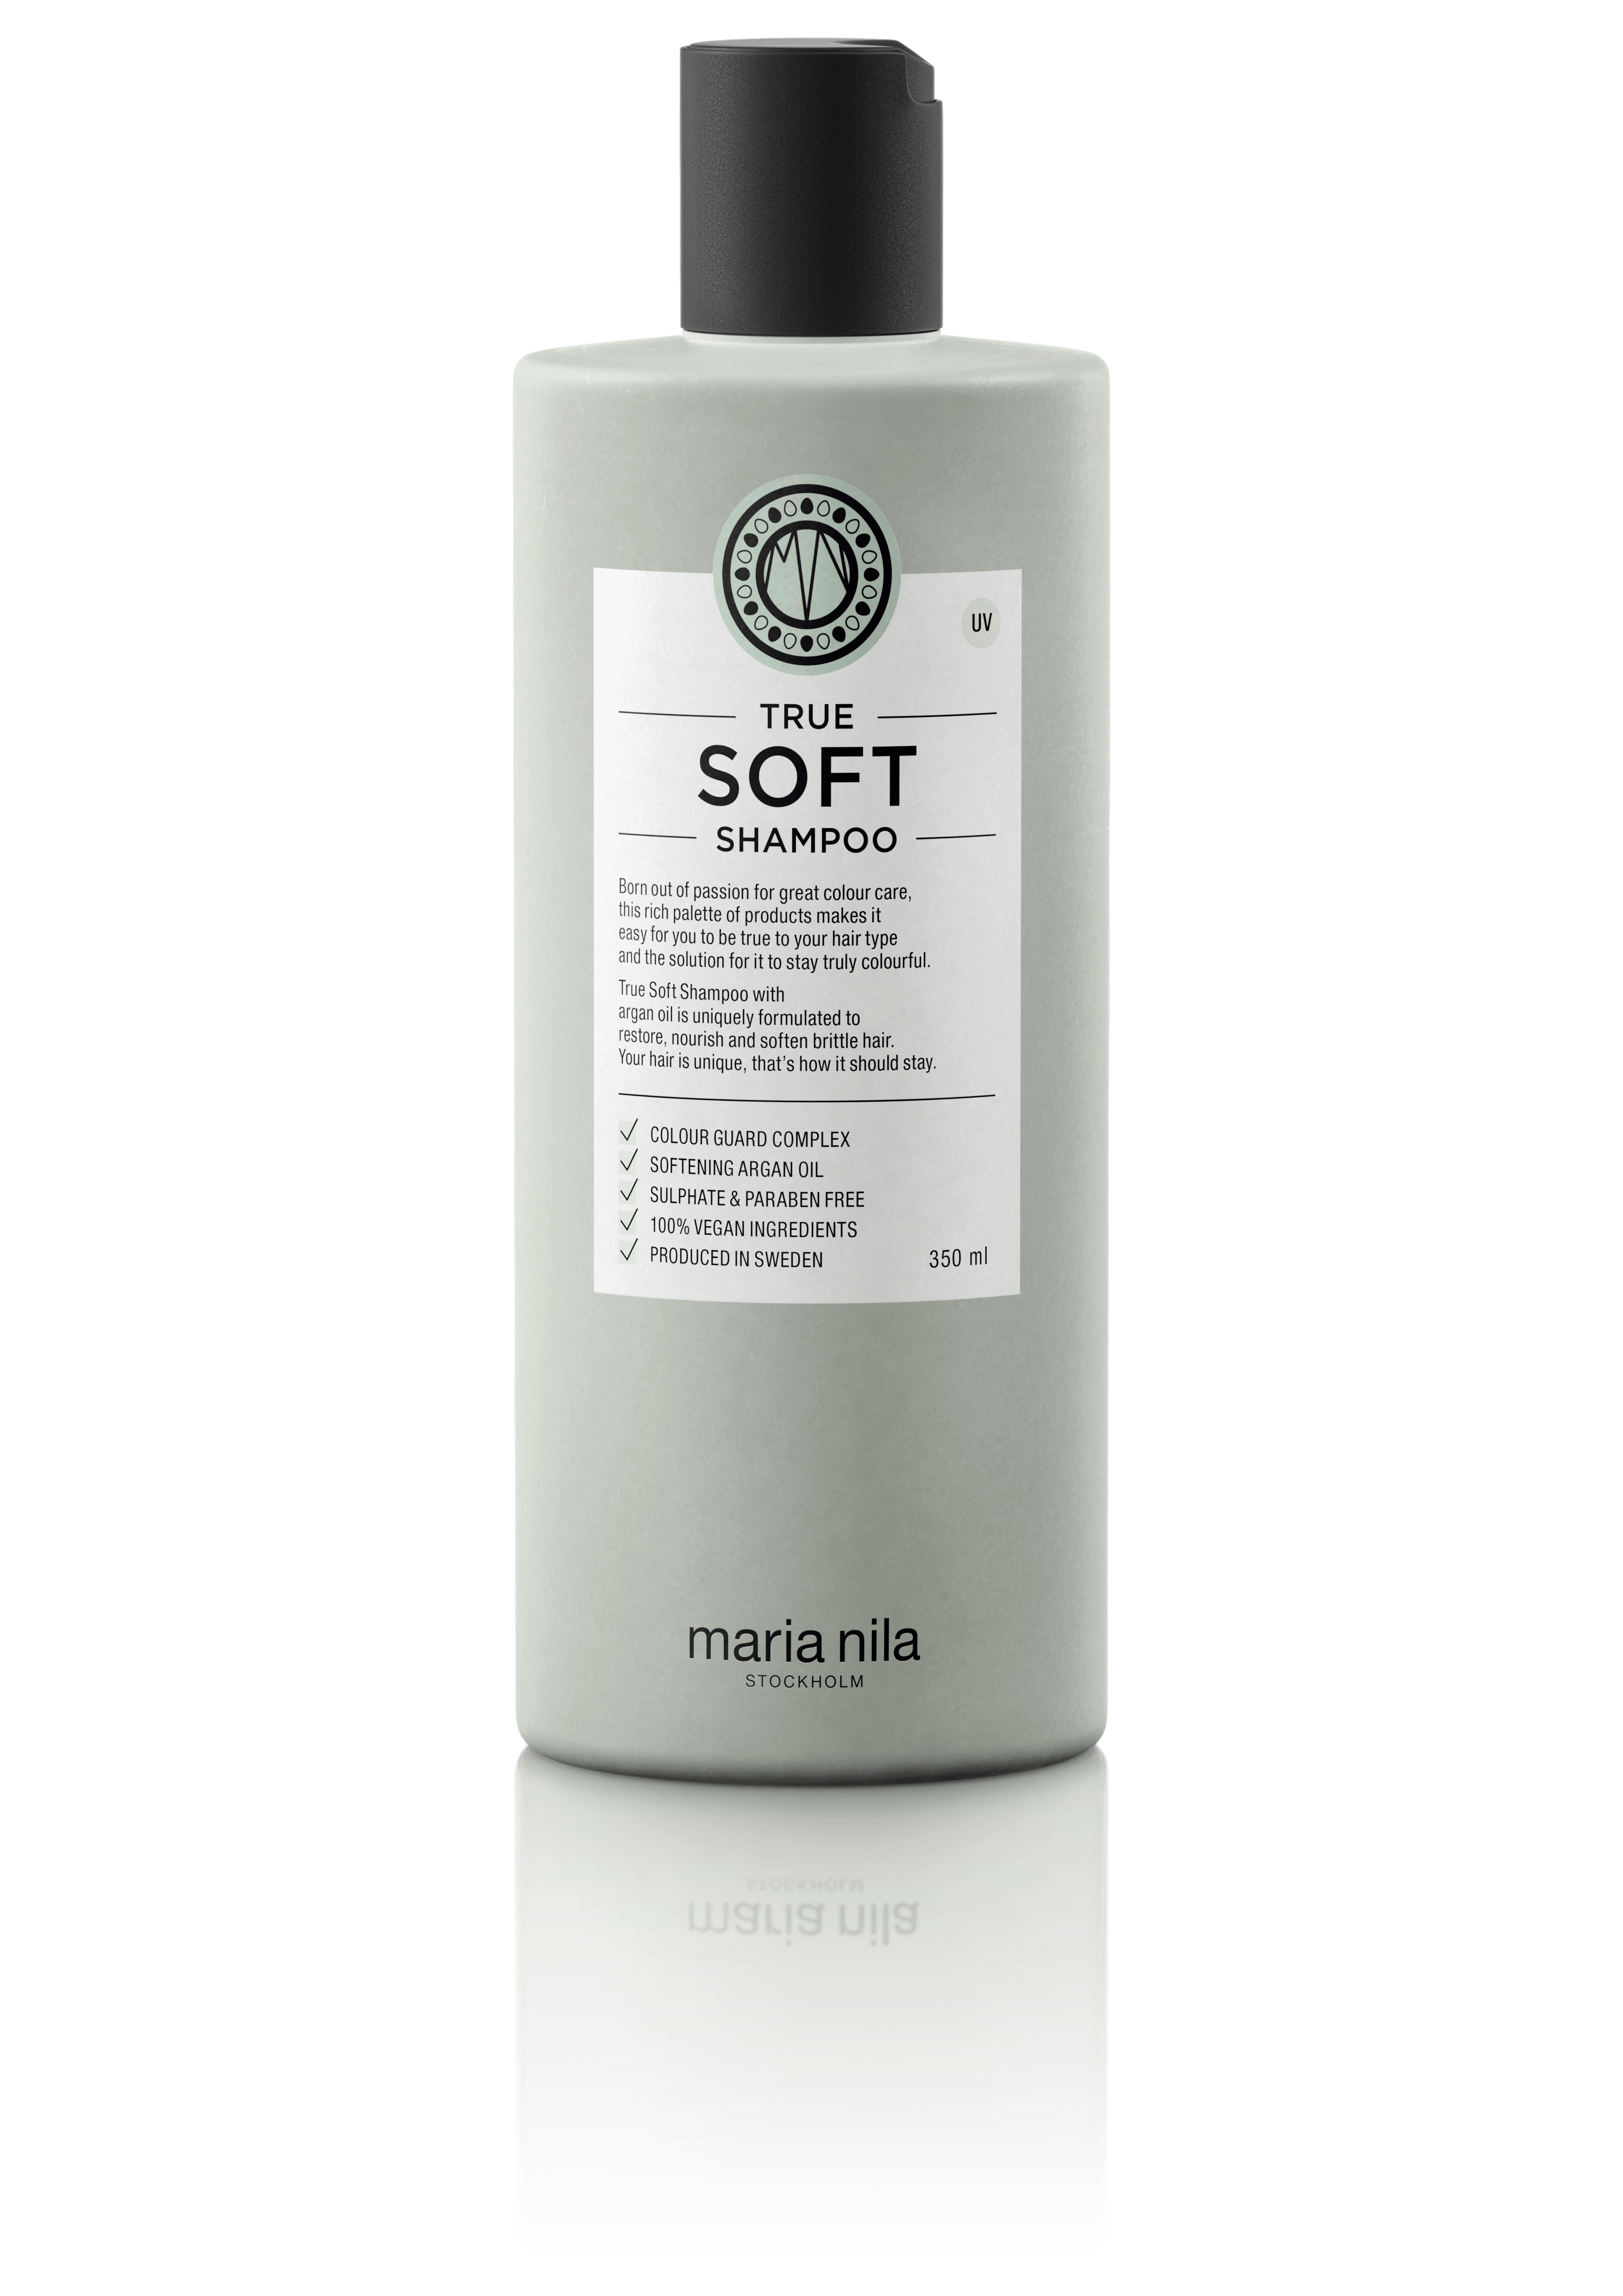 UV
TRUE
SOFT
SHAMPOO
Born out of passion for great colour care,
this rich palette of products makes it
easy for you to be true to your hair type
and the solution for it to stay truly colourful.
True Soft Shampoo with
argan oil is uniquely formulated to
restore, nourish and soften brittle hair.
Your hair is unique, that's how it should stay.
COLOUR GUARD COMPLEX
SOFTENING ARGAN OIL
SULPHATE & PARABEN FREE
100% VEGAN INGREDIENTS
PRODUCED IN SWEDEN
350 ml
maria nila
STOCKHOLM